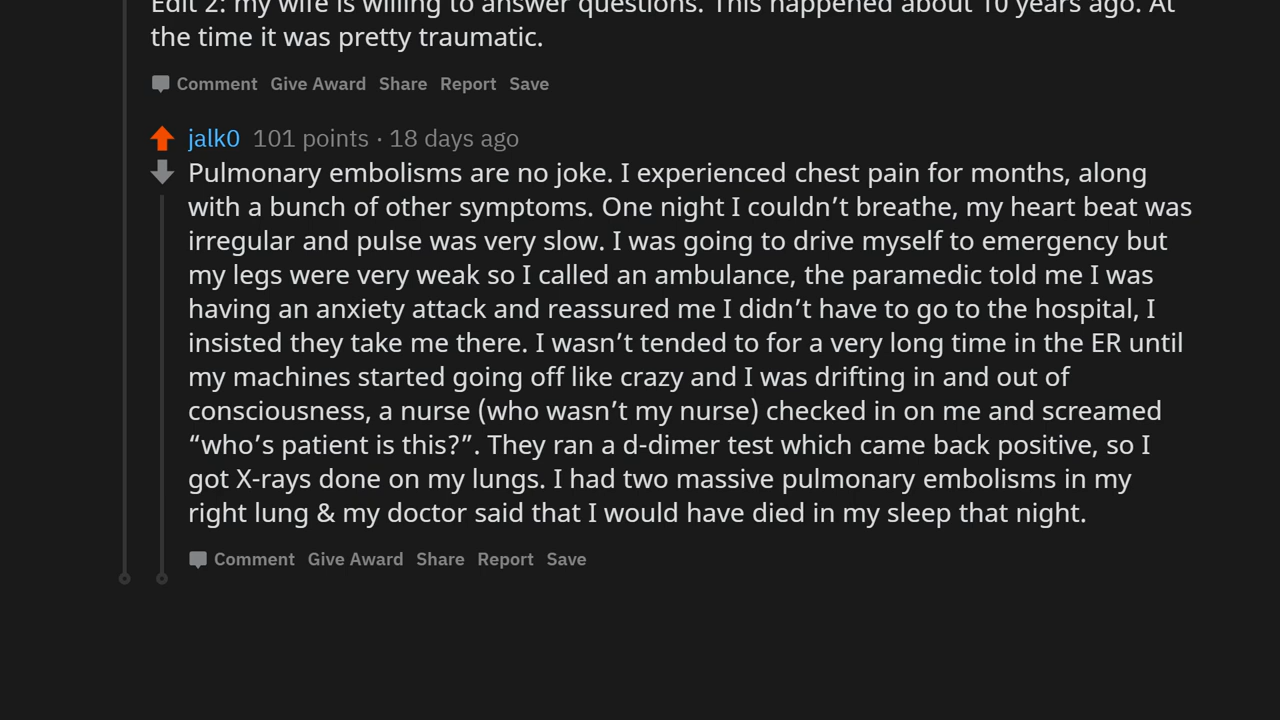 Edit 2: my wife is willing to answer questions. This happened about 10 years ago. At
the time it was pretty traumatic.
Comment Give Award Share Report Save
jalk0 101 points · 18 days ago
Pulmonary embolisms are no joke. I experienced chest pain for months, along
with a bunch of other symptoms. One night I couldn’t breathe, my heart beat was
irregular and pulse was very slow. I was going to drive myself to emergency but
my legs were very weak so I called an ambulance, the paramedic told me I was
having an anxiety attack and reassured me I didn’t have to go to the hospital, I
insisted they take me there. I wasn’t tended to for a very long time in the ER until
my machines started going off like crazy and I was drifting in and out of
consciousness, a nurse (who wasn’t my nurse) checked in on me and screamed
“who’s patient is this?”. They ran a d-dimer test which came back positive, so I
got X-rays done on my lungs. I had two massive pulmonary embolisms in my
right lung & my doctor said that I would have died in my sleep that night.
Comment Give Award Share Report Save